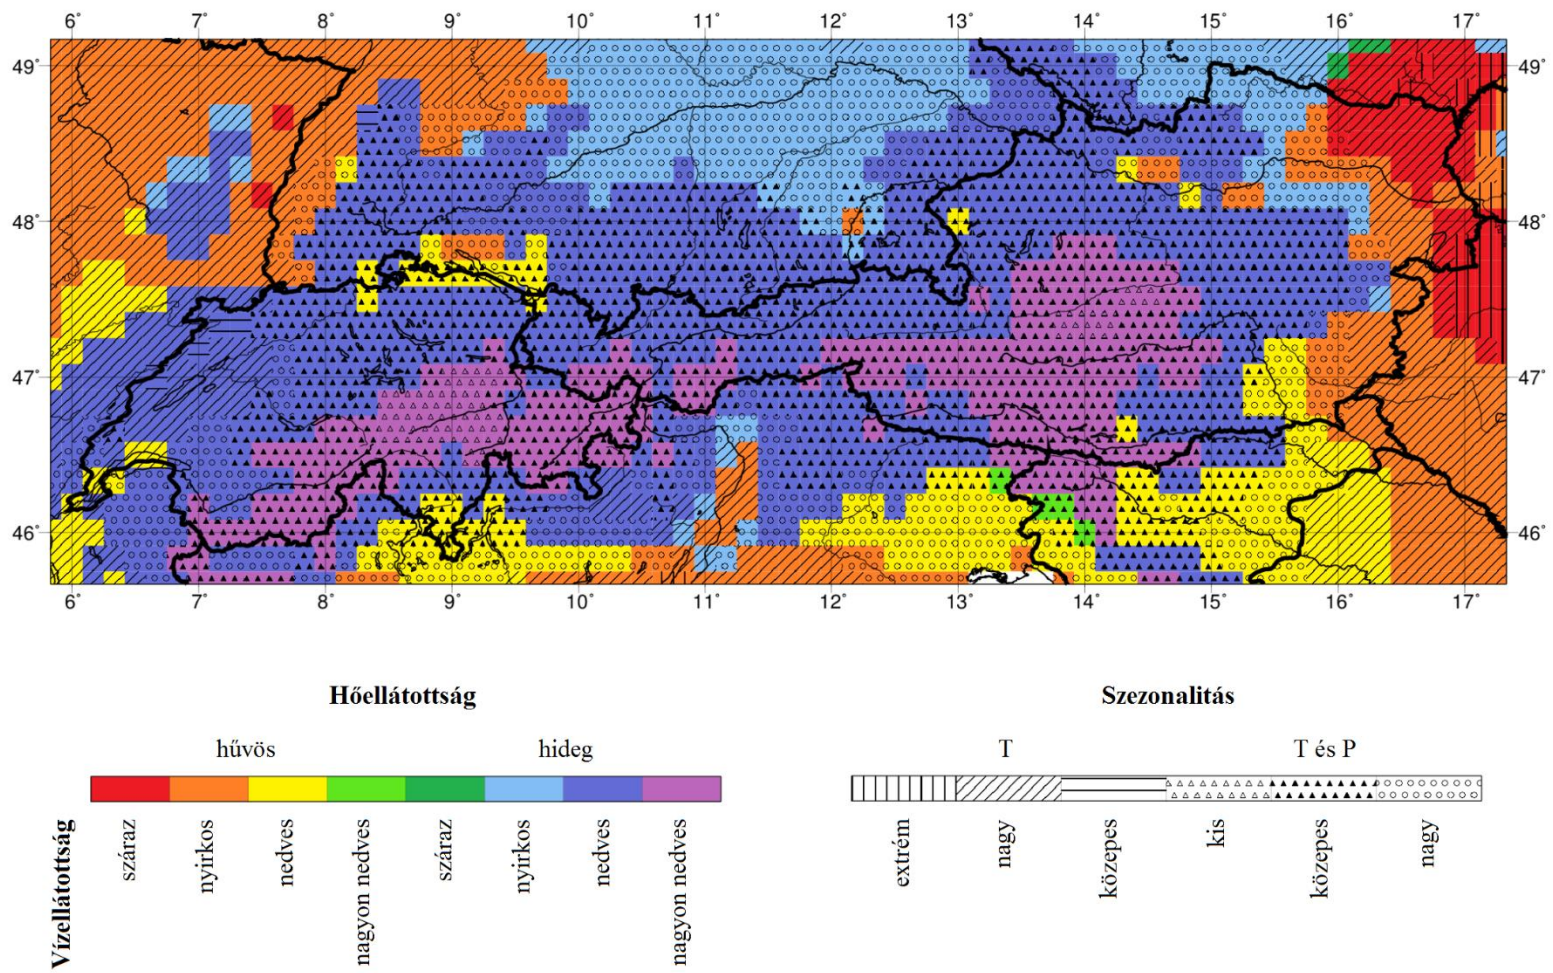 6° 7° 8° 9° 10° 11° 12° 13° 14° 15° 16° 17°
49° 49°
48° 48°
47° 47°
46° 46°
6° 7° 8° 9° 10° 11° 12° 13° 14° 15° 16° 17°
Hőellátottság
hűvös hideg
Vízellátottság
száraz
nyirkos
nedves
nagyon nedves
száraz
nyirkos
nedves
nagyon nedves
Szezonalitás
T T és P
extrém
nagy
közepes
kis
közepes
nagy